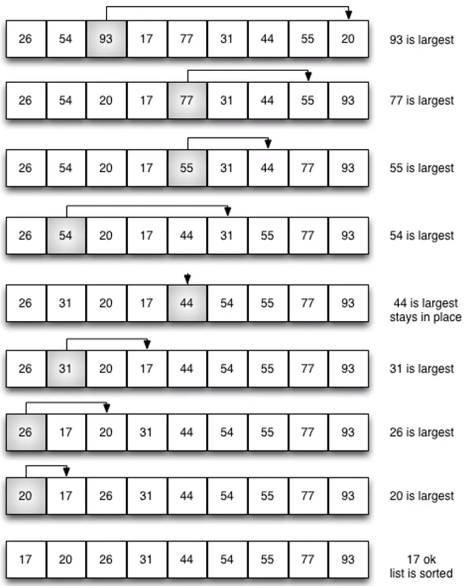 26 54 93 17 77 31 44 55 20 93 is largest
26 54 20 17 77 31 44 55 93 77 is largest
26 54 20 17 55 31 44 77 93 55 is largest
26 54 20 17 44 31 55 77 93 54 is largest
26 31 20 17 44 54 55 77 93 44 is largest
stays in place
26 31 20 17 44 54 55 77 93 31 is largest
26 17 20 31 44 54 55 77 93 26 is largest
20 17 26 31 44 54 55 77 93 20 is largest
17 20 26 31 44 54 55 77 93 17 ok
list is sorted